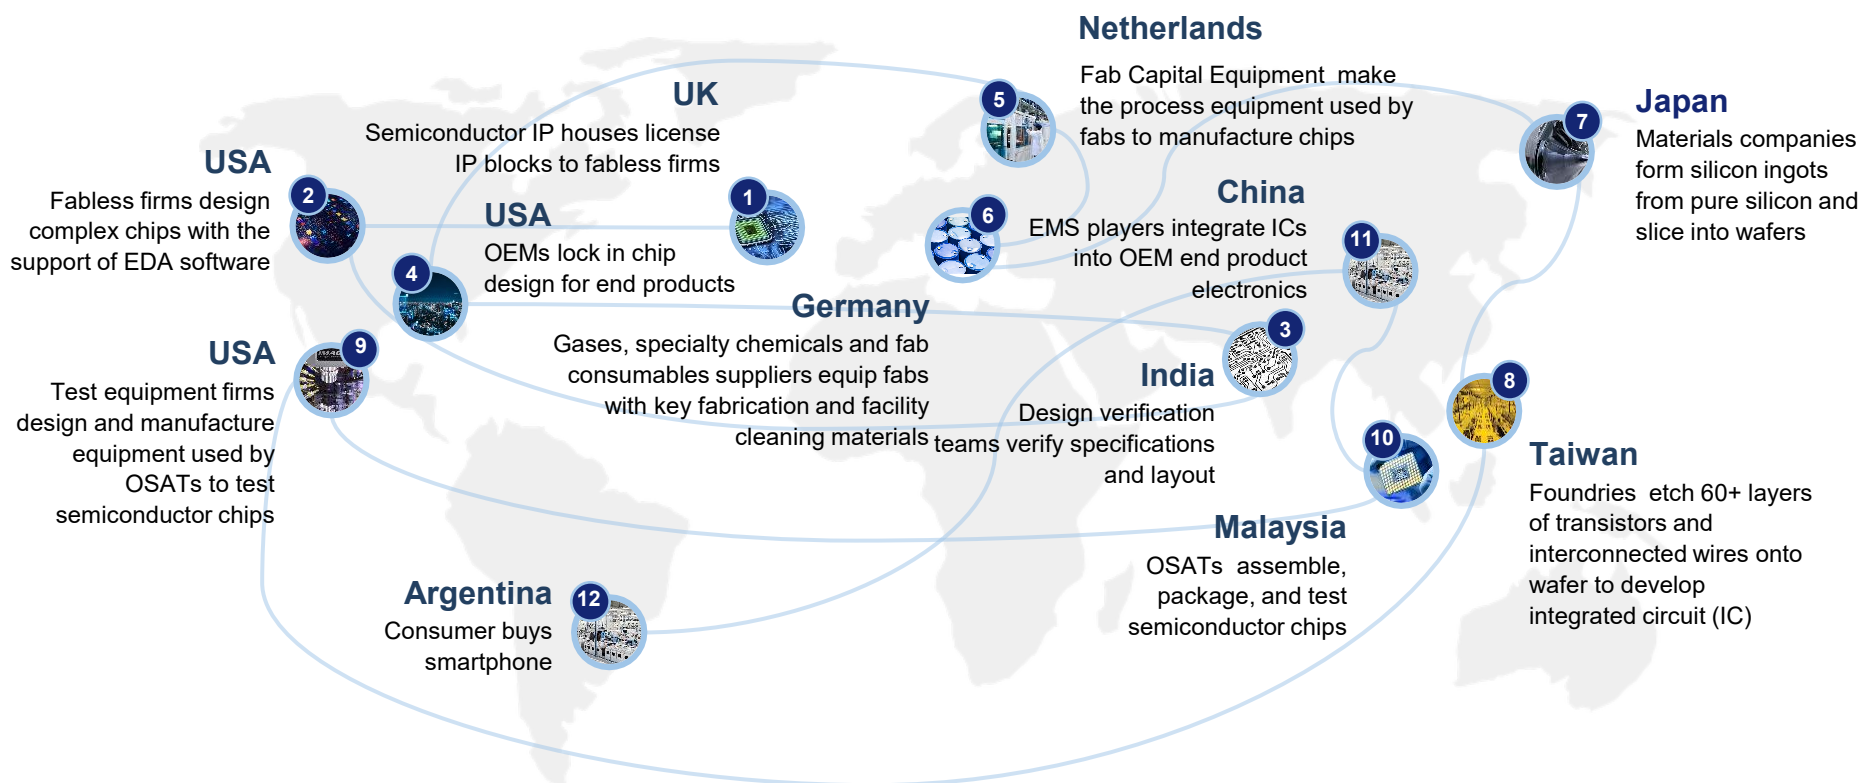 Netherlands
5
Fab Capital Equipment  make
the process equipment used by
fabs to manufacture chips
UK
Semiconductor IP houses license
IP blocks to fabless firms
1
7
Japan
Materials companies
form silicon ingots
from pure silicon and
slice into wafers
USA
2
Fabless firms design
complex chips with the
support of EDA software
USA
4
OEMs lock in chip
design for end products
6
China
EMS players integrate ICs
into OEM end product
electronics
11
Germany
Gases, specialty chemicals and fab
consumables suppliers equip fabs
with key fabrication and facility
cleaning materials
3
India
Design verification
teams verify specifications
and layout
USA
9
Test equipment firms
design and manufacture
equipment used by
OSATs to test
semiconductor chips
8
Taiwan
Foundries  etch 60+ layers
of transistors and
interconnected wires onto
wafer to develop
integrated circuit (IC)
10
Malaysia
OSATs  assemble,
package, and test
semiconductor chips
Argentina
12
Consumer buys
smartphone